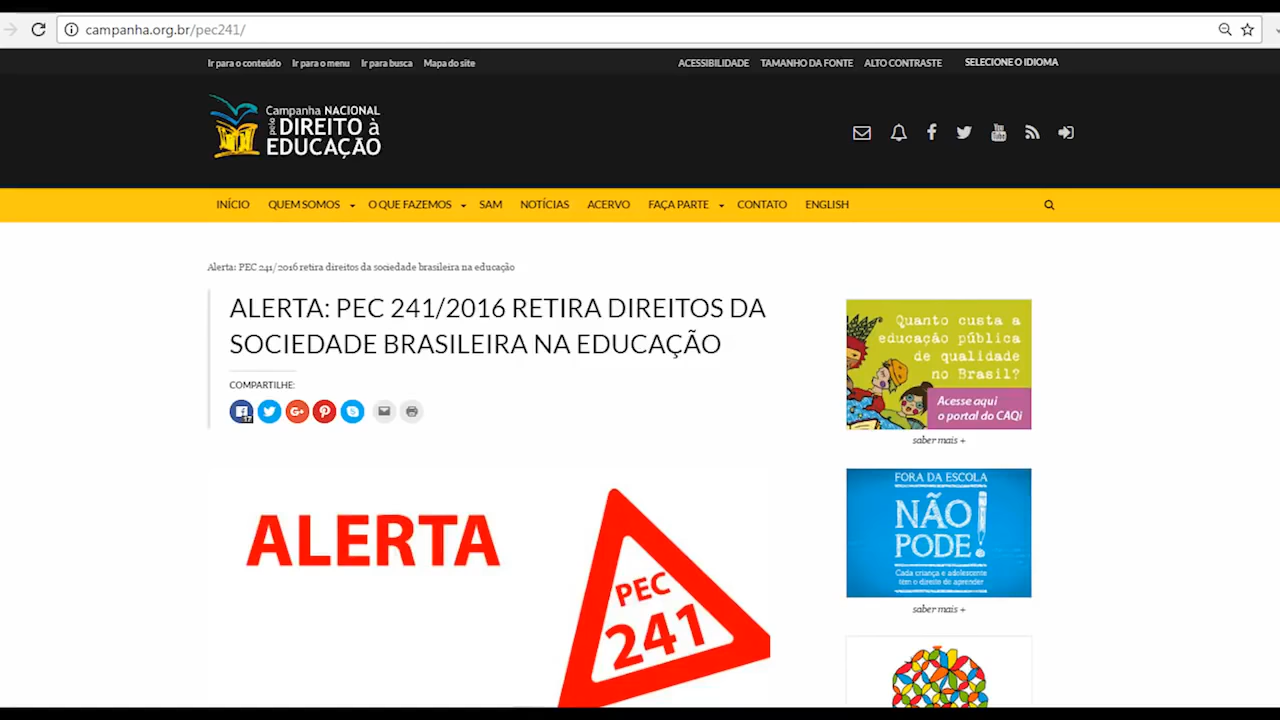 campanha.org.br/pec241/
Ir para o conteúdo Ir para o menu Ir para busca Mapa do site ACESSIBILIDADE TAMANHO DA FONTE ALTO CONTRASTE SELECIONE O IDIOMA
Campanha NACIONAL
pelo DIREITO à
EDUCAÇÃO
You Tube
INÍCIO QUEM SOMOS O QUE FAZEMOS SAM NOTÍCIAS ACERVO FAÇA PARTE CONTATO ENGLISH
Alerta: PEC 241/2016 retira direitos da sociedade brasileira na educação
ALERTA: PEC 241/2016 RETIRA DIREITOS DA
SOCIEDADE BRASILEIRA NA EDUCAÇÃO
COMPARTILHE:
17
ALERTA
PEC
241
Quanto custa a
educação pública
de qualidade
no Brasil?
Acesse aqui
o portal do CAQi
saber mais +
FORA DA ESCOLA
NÃO
PODE!
Cada criança e adolescente
tem o direito de aprender
saber mais +